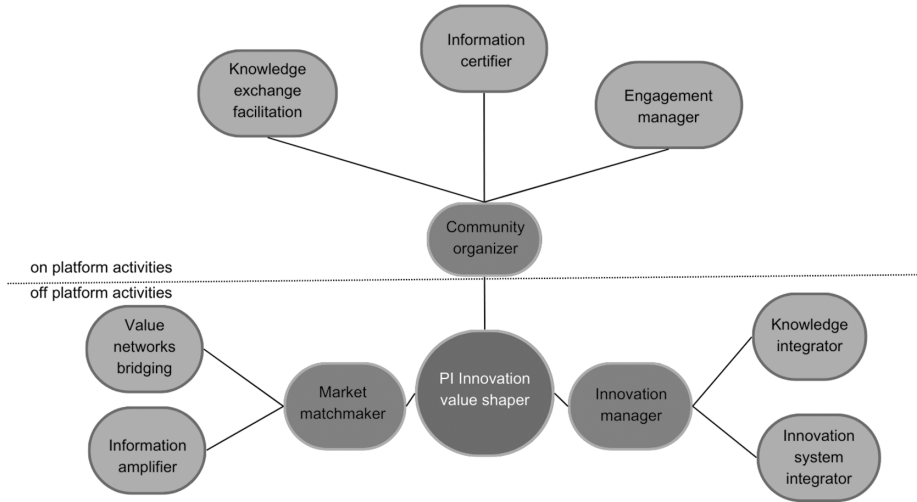 Information
certifier
Knowledge
exchange
facilitation
Engagement
manager
Community
organizer
on platform activities
off platform activities
Value
networks
bridging
Knowledge
integrator
PI Innovation
value shaper
Market
matchmaker
Innovation
manager
Information
amplifier
Innovation
system
integrator